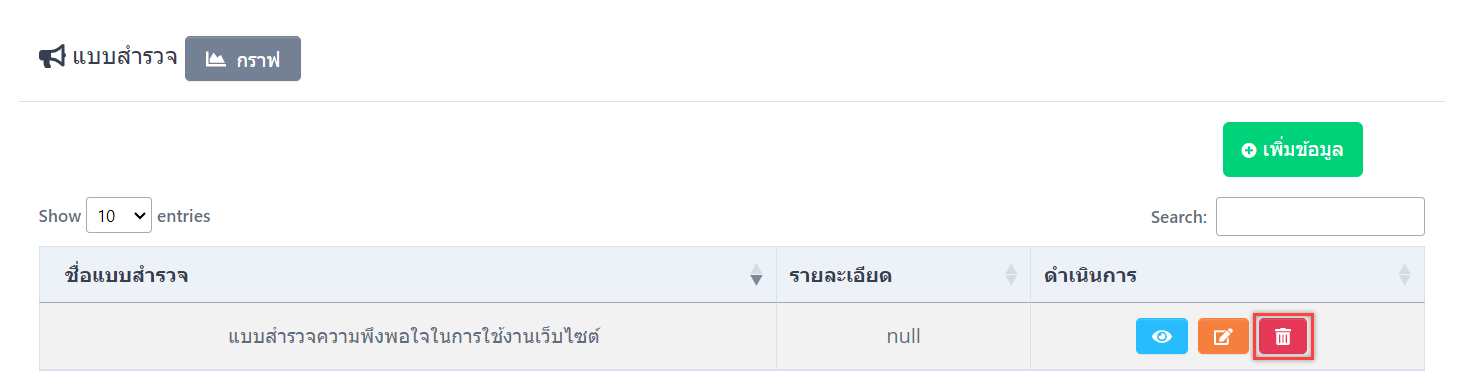 แบบสำรวจ กราฟ
เพิ่มข้อมูล
Show 10 entries Search:
ชื่อแบบสำรวจ รายละเอียด ดำเนินการ
แบบสำรวจความพึงพอใจในการใช้งานเว็บไซต์ null